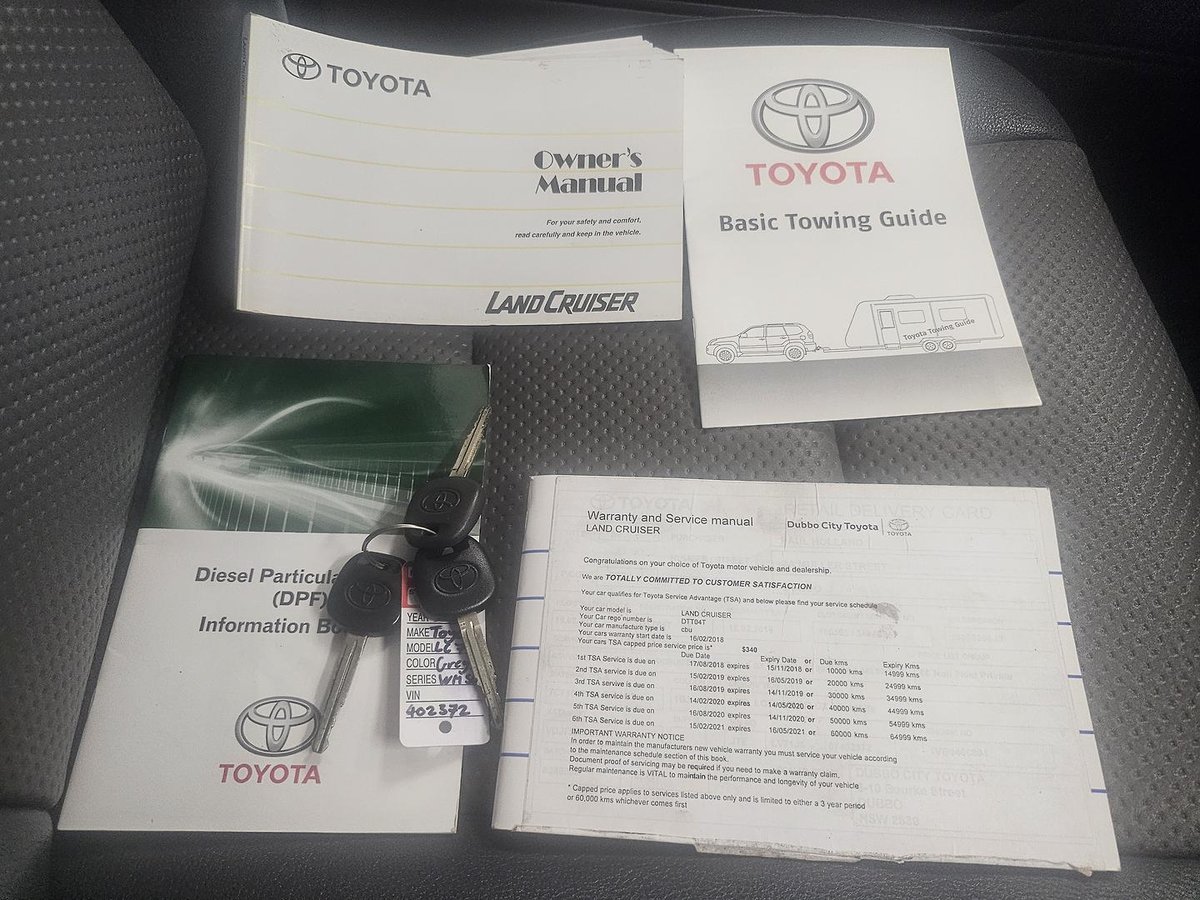 TOYOTA
Owner's
Manual
For your safety and comfort,
read carefully and keep in the vehicle.
LANDCRUISER
TOYOTA
Basic Towing Guide
Toyota Towing Guide
Diesel
(DPF)
Information
TOYOTA
YEAR
MAKE
MODEL
COLOR Grey
SERIES
VIN
402372
Warranty and Service manual
LAND CRUISER
Dubbo City Toyota
TOYOTA
Congratulations on your choice of Toyota motor vehicle and dealership.
We are TOTALLY COMMITTED TO CUSTOMER SATISFACTION
Your car qualifies for Toyota Service Advantage (TSA) and below please find your service schedule
Your car model is LAND CRUISER
Your Car rego number is DTT04T
Your car manufacture type is cbu
Your cars warranty start date is 16/02/2018
Your cars TSA capped price service price is* $340
Due Date Expiry Date or Due kms Expiry Kms
1st TSA Service is due on 17/08/2018 expires 15/11/2018 or 10000 kms 14999 kms
2nd TSA service is due on 15/02/2019 expires 16/05/2019 or 20000 kms 24999 kms
3rd TSA service is due on 16/08/2019 expires 14/11/2019 or 30000 kms 34999 kms
4th TSA service is due on 14/02/2020 expires 14/05/2020 or 40000 kms 44999 kms
5th TSA Service is due on 16/08/2020 expires 14/11/2020 or 50000 kms 54999 kms
6th TSA Service is due on 15/02/2021 expires 16/05/2021 or 60000 kms 64999 kms
IMPORTANT WARRANTY NOTICE
In order to maintain the manufacturers new vehicle warranty you must service your vehicle according
to the maintenance schedule section of this book.
Document proof of servicing may be required if you need to make a warranty claim.
Regular maintenance is VITAL to maintain the performance and longevity of your vehicle
* Capped price applies to services listed above only and is limited to either a 3 year period
or 60,000 kms whichever comes first